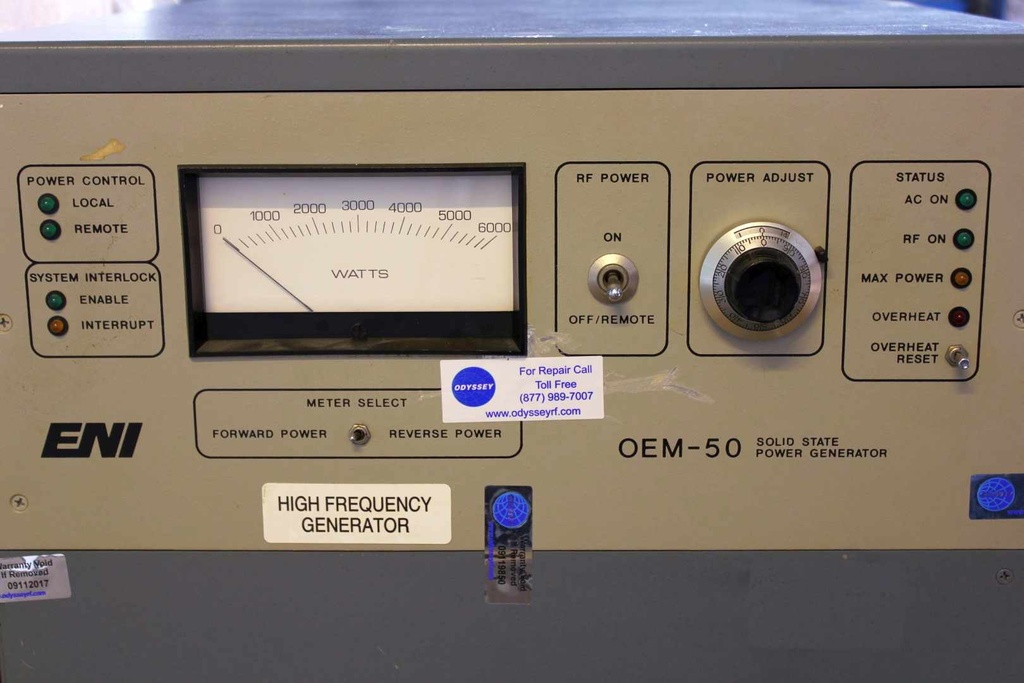 POWER CONTROL
LOCAL
REMOTE
SYSTEM INTERLOCK
ENABLE
INTERRUPT
0 1000 2000 3000 4000 5000 6000
WATTS
RF POWER
ON
OFF/REMOTE
POWER ADJUST
STATUS
AC ON
RF ON
MAX POWER
OVERHEAT
OVERHEAT
RESET
ODYSSEY
For Repair Call
Toll Free
(877) 989-7007
www.odysseyrf.com
METER SELECT
FORWARD POWER REVERSE POWER
ENI
OEM-50 SOLID STATE
POWER GENERATOR
HIGH FREQUENCY
GENERATOR
Warranty Void
If Removed
09112017